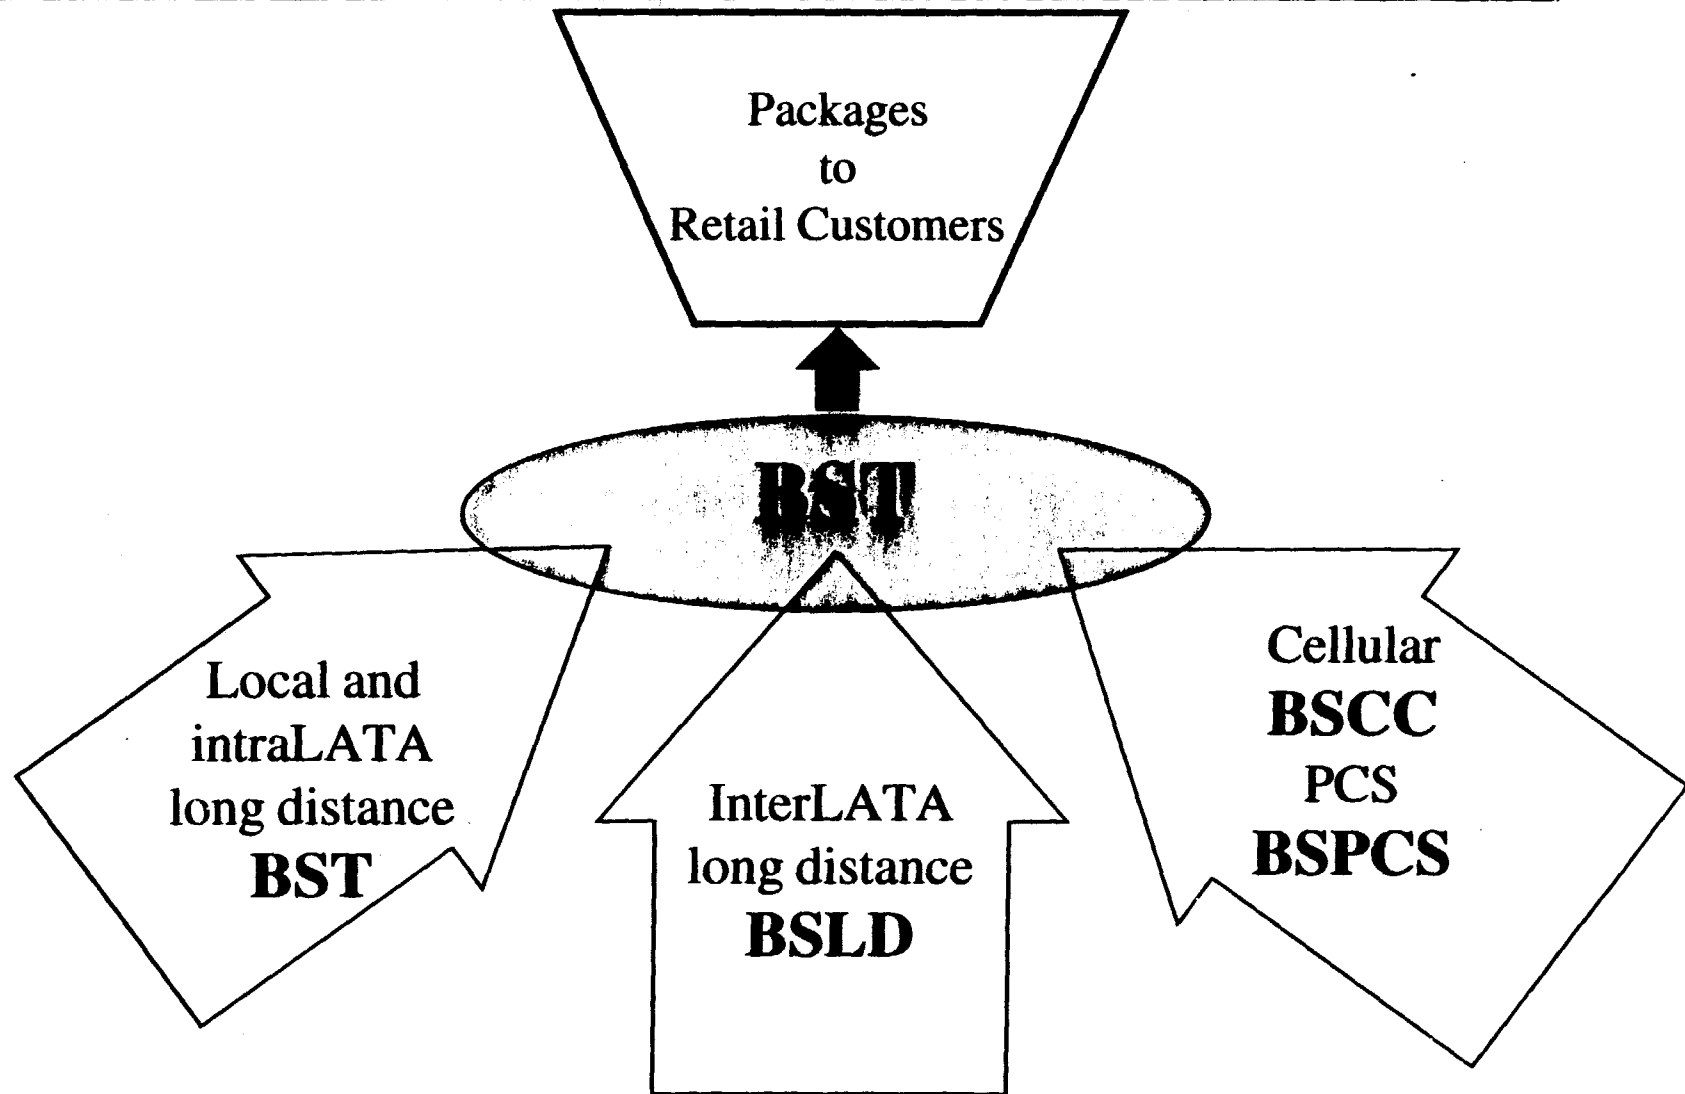 Packages
to
Retail Customers
BST
Local and
intraLATA
long distance
BST
InterLATA
long distance
BSLD
Cellular
BSCC
PCS
BSPCS